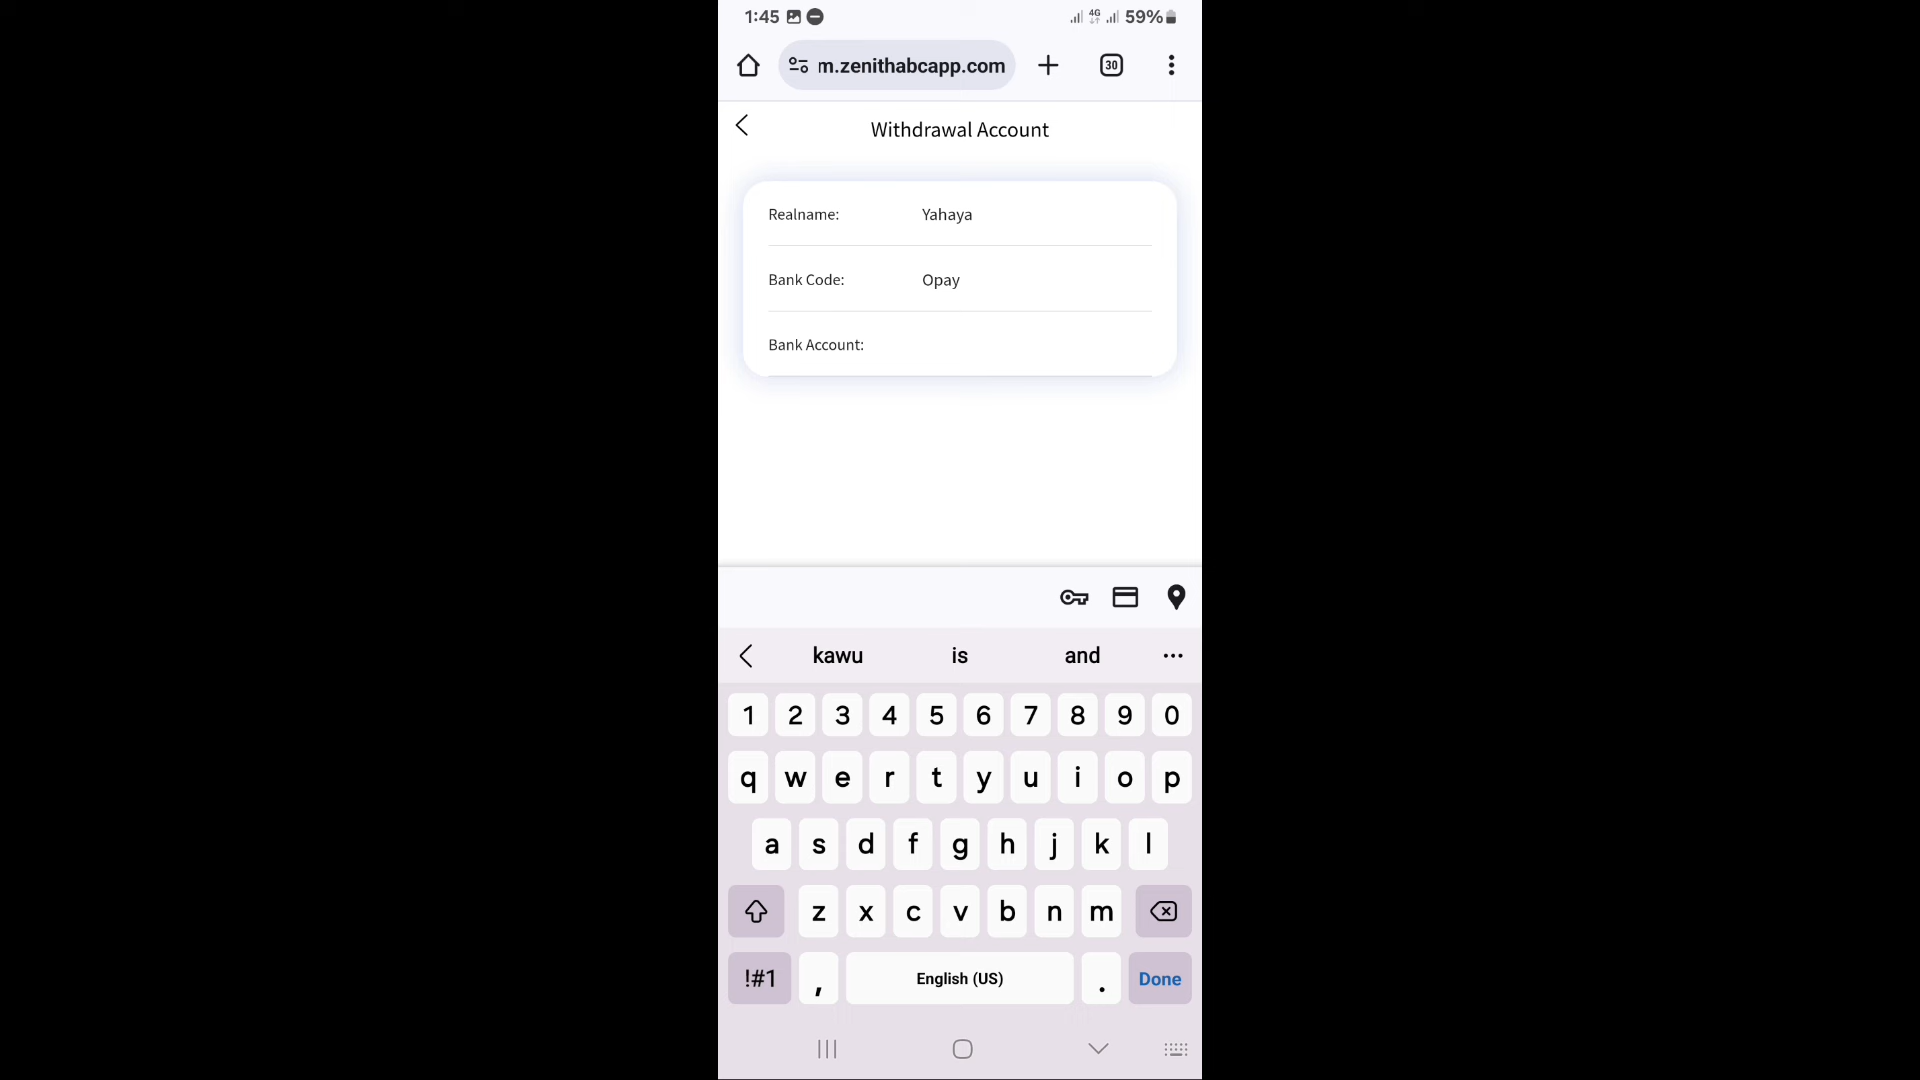 1:45 4G 59%
m.zenithabcapp.com 30
Withdrawal Account
Realname: Yahaya
Bank Code: Opay
Bank Account:
kawu is and
1 2 3 4 5 6 7 8 9 0
q w e r t y u i o p
a s d f g h j k l
z x c v b n m
!#1 , English (US) . Done